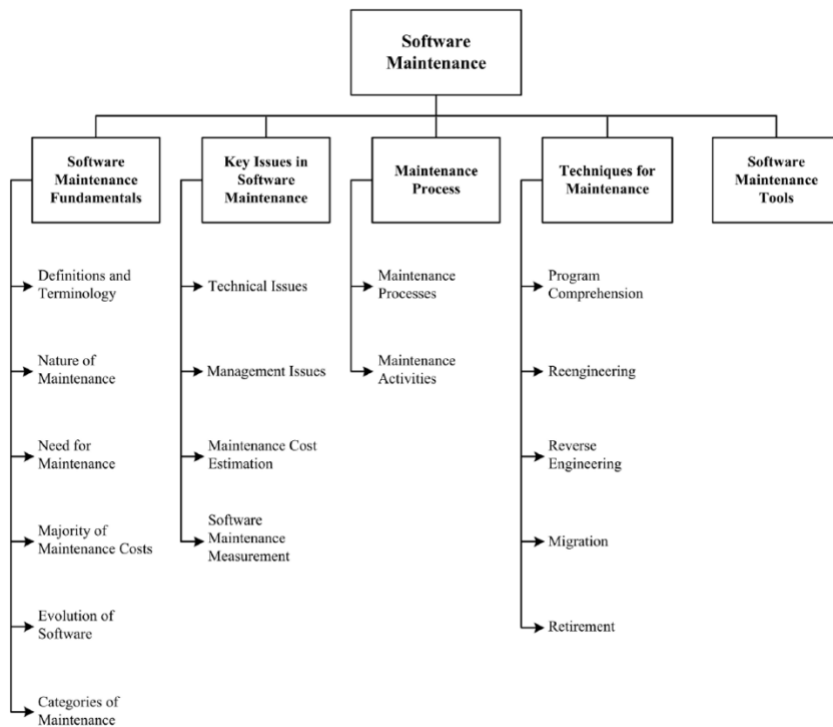 Software
Maintenance
Software
Maintenance
Fundamentals
Key Issues in
Software
Maintenance
Maintenance
Process
Techniques for
Maintenance
Software
Maintenance
Tools
Definitions and
Terminology
Nature of
Maintenance
Need for
Maintenance
Majority of
Maintenance Costs
Evolution of
Software
Categories of
Maintenance
Technical Issues
Management Issues
Maintenance Cost
Estimation
Software
Maintenance
Measurement
Maintenance
Processes
Maintenance
Activities
Program
Comprehension
Reengineering
Reverse
Engineering
Migration
Retirement